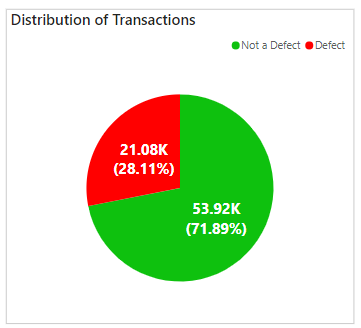 Distribution of Transactions
Not a Defect Defect
21.08K
(28.11%)
53.92K
(71.89%)